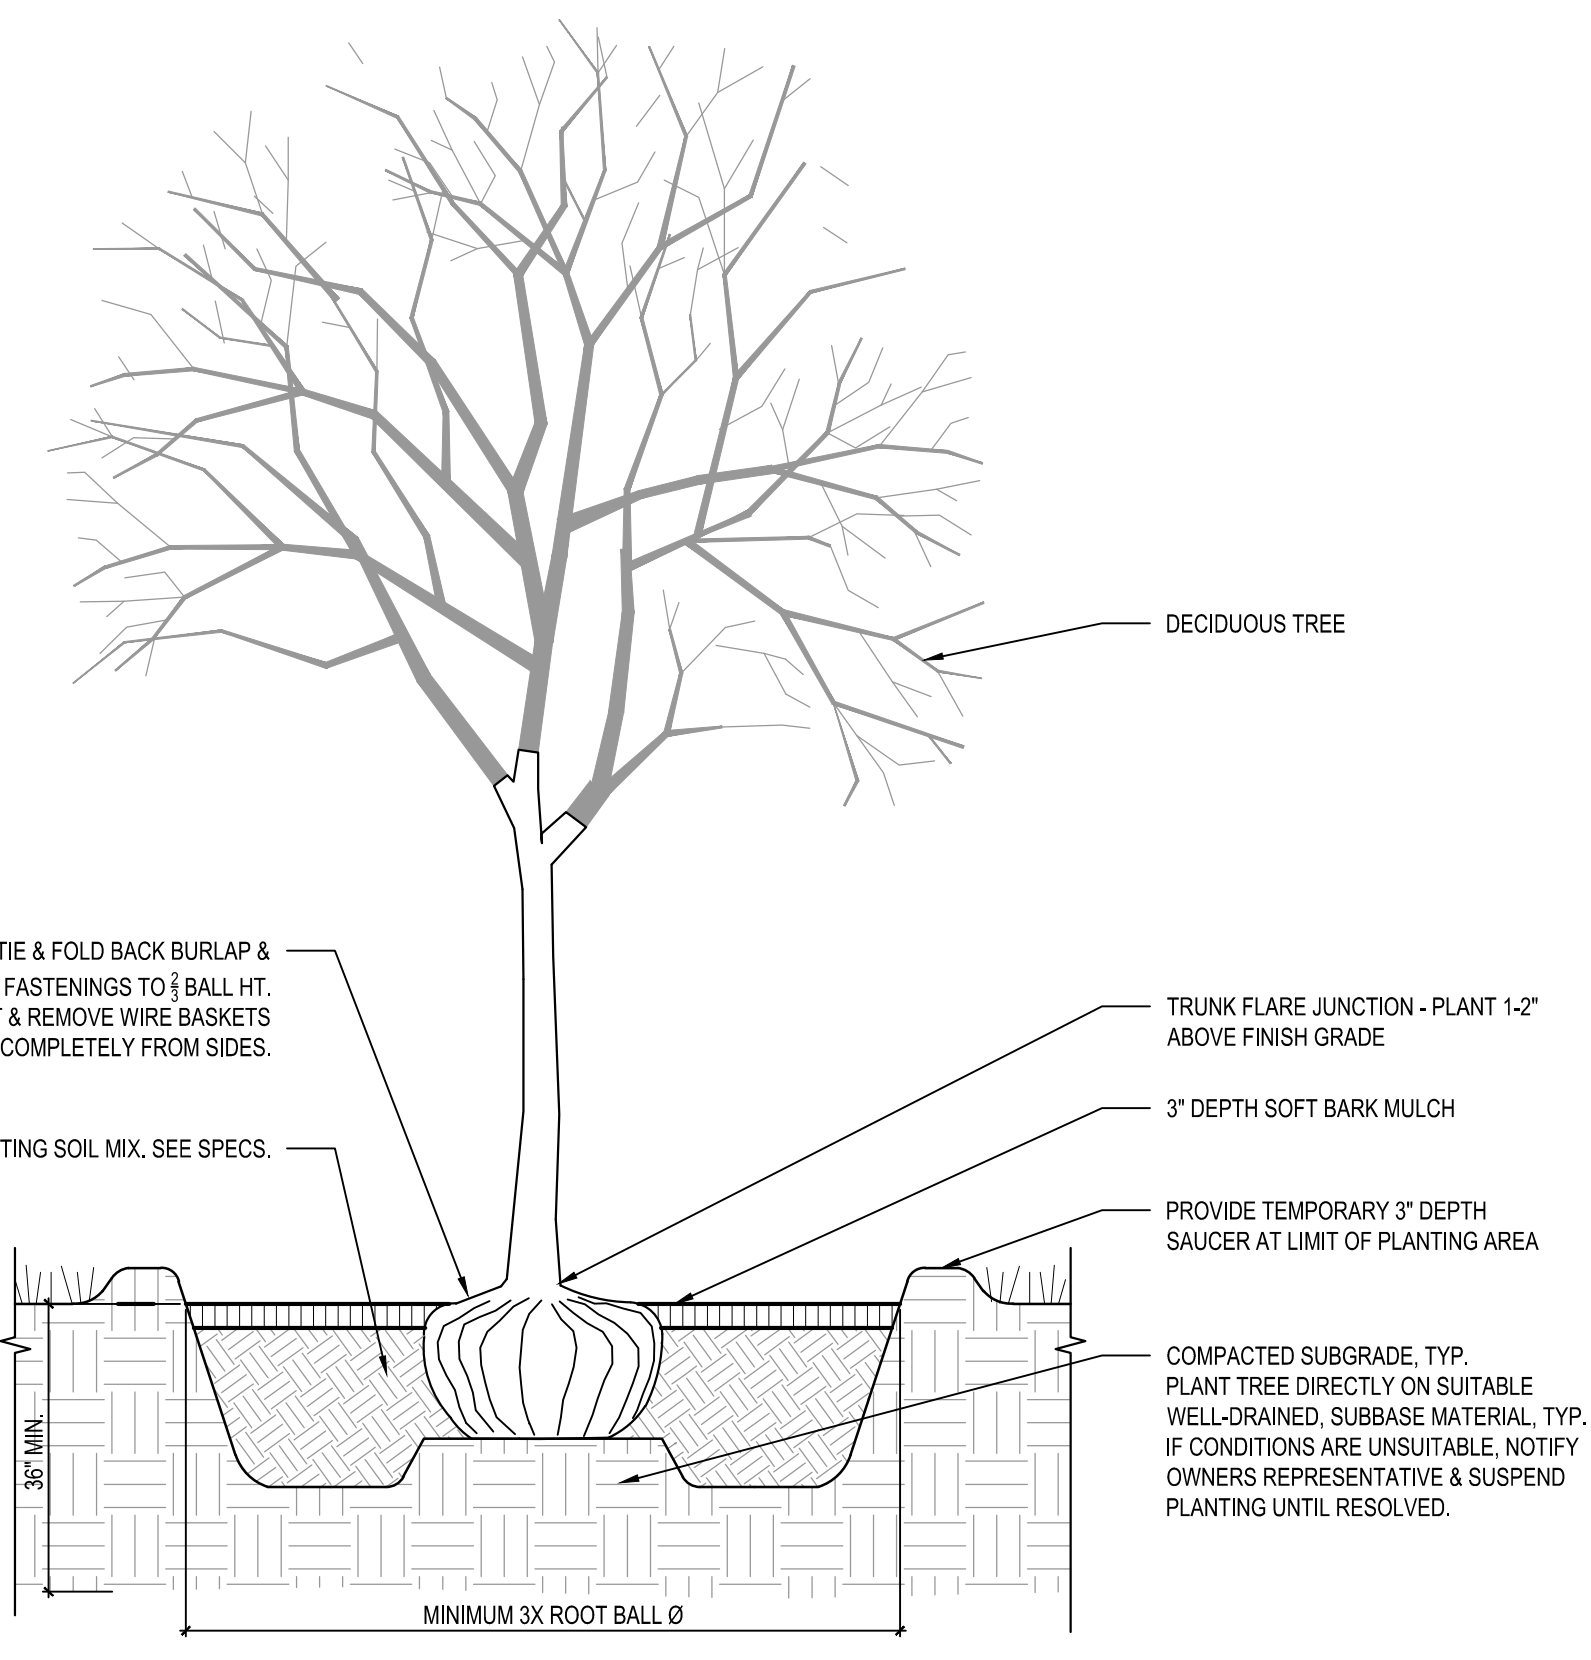 DECIDUOUS TREE
TIE & FOLD BACK BURLAP &
FASTENINGS TO 2/3 BALL HT.
& REMOVE WIRE BASKETS
COMPLETELY FROM SIDES.
SOIL MIX. SEE SPECS.
TRUNK FLARE JUNCTION - PLANT 1-2"
ABOVE FINISH GRADE
3" DEPTH SOFT BARK MULCH
PROVIDE TEMPORARY 3" DEPTH
SAUCER AT LIMIT OF PLANTING AREA
COMPACTED SUBGRADE, TYP.
PLANT TREE DIRECTLY ON SUITABLE
WELL-DRAINED, SUBBASE MATERIAL, TYP.
IF CONDITIONS ARE UNSUITABLE, NOTIFY
OWNERS REPRESENTATIVE & SUSPEND
PLANTING UNTIL RESOLVED.
36" MIN.
MINIMUM 3X ROOT BALL Ø